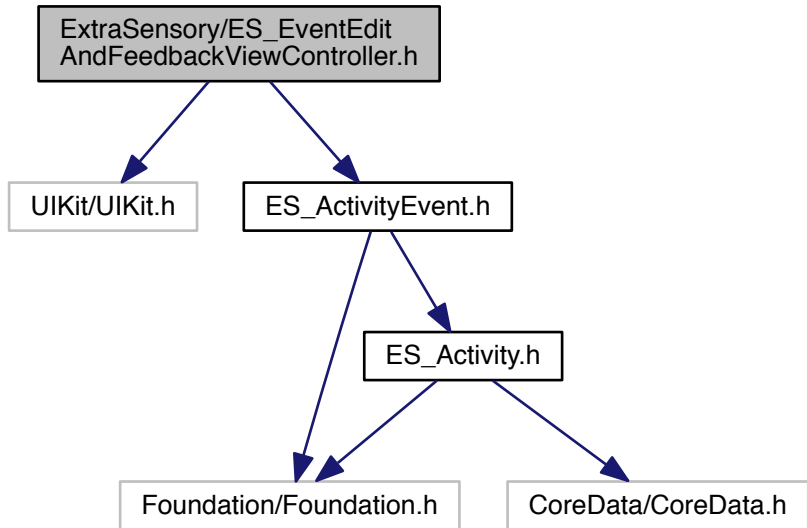 ExtraSensory/ES_EventEdit
AndFeedbackViewController.h
UIKit/UIKit.h
ES_ActivityEvent.h
ES_Activity.h
Foundation/Foundation.h
CoreData/CoreData.h